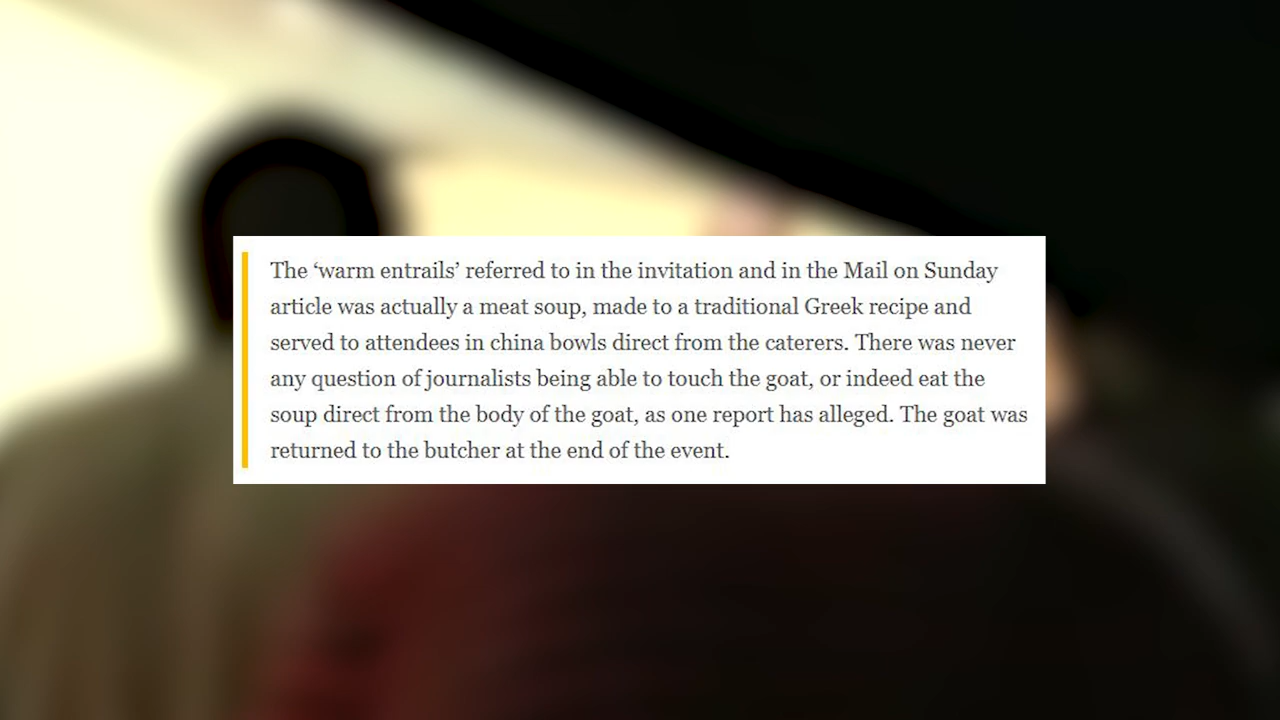 The ‘warm entrails’ referred to in the invitation and in the Mail on Sunday
article was actually a meat soup, made to a traditional Greek recipe and
served to attendees in china bowls direct from the caterers. There was never
any question of journalists being able to touch the goat, or indeed eat the
soup direct from the body of the goat, as one report has alleged. The goat was
returned to the butcher at the end of the event.